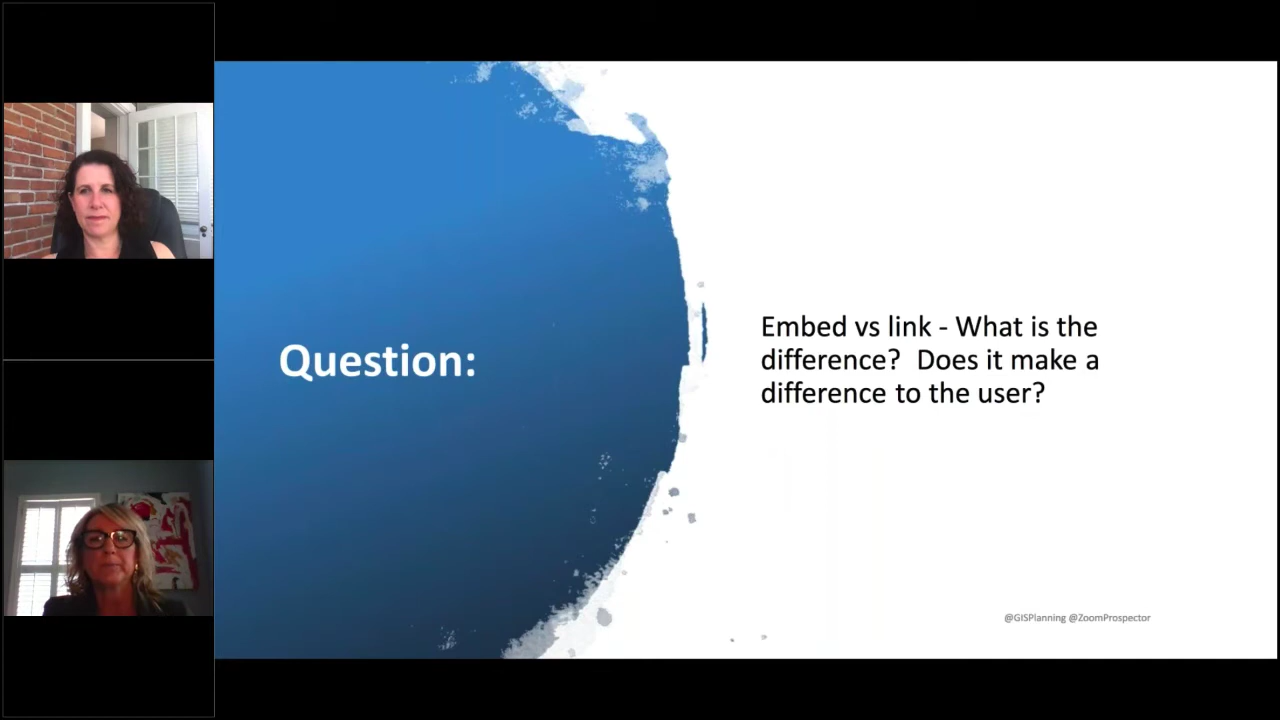 Question:
Embed vs link - What is the
difference?  Does it make a
difference to the user?
@GISPlanning @ZoomProspector